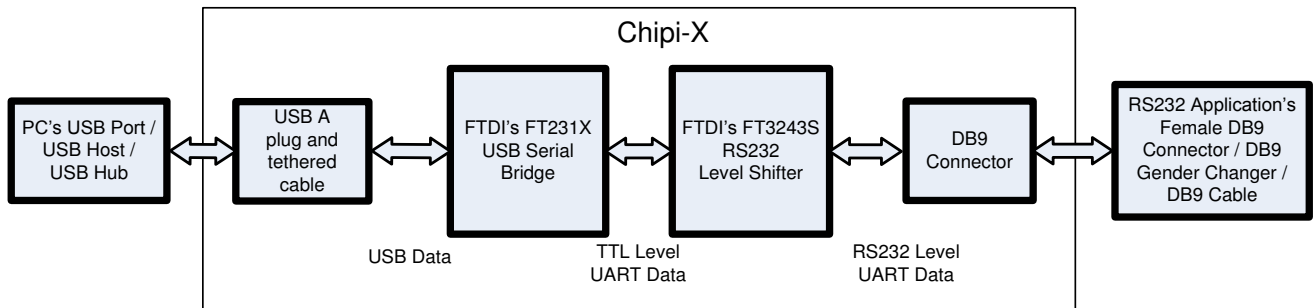 Chipi-X
PC's USB Port /
USB Host /
USB Hub
USB A
plug and
tethered
cable
FTDI's FT231X
USB Serial
Bridge
FTDI's FT3243S
RS232
Level Shifter
DB9
Connector
RS232 Application's
Female DB9
Connector / DB9
Gender Changer /
DB9 Cable
USB Data
TTL Level
UART Data
RS232 Level
UART Data